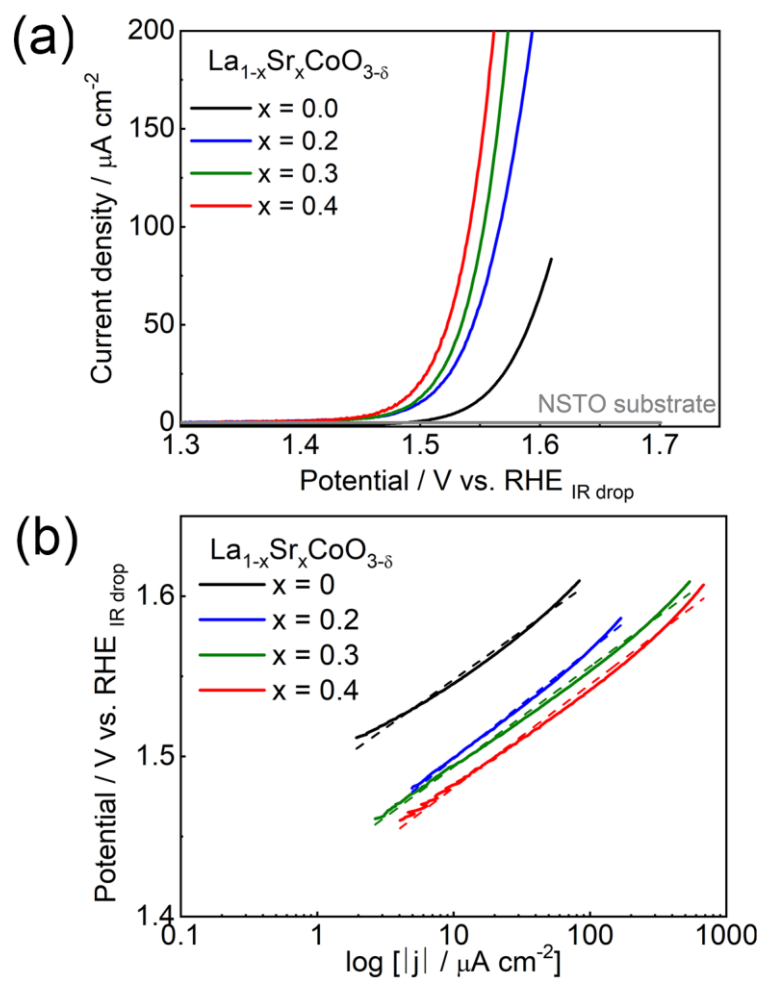 (a)
200
150
100
50
0
Current density / μA cm⁻²
La₁₋ₓSrₓCoO₃₋δ
x = 0.0
x = 0.2
x = 0.3
x = 0.4
NSTO substrate
1.3 1.4 1.5 1.6 1.7
Potential / V vs. RHE IR drop
(b)
1.6
1.5
1.4
Potential / V vs. RHE IR drop
La₁₋ₓSrₓCoO₃₋δ
x = 0
x = 0.2
x = 0.3
x = 0.4
0.1 1 10 100 1000
log [|j| / μA cm⁻²]